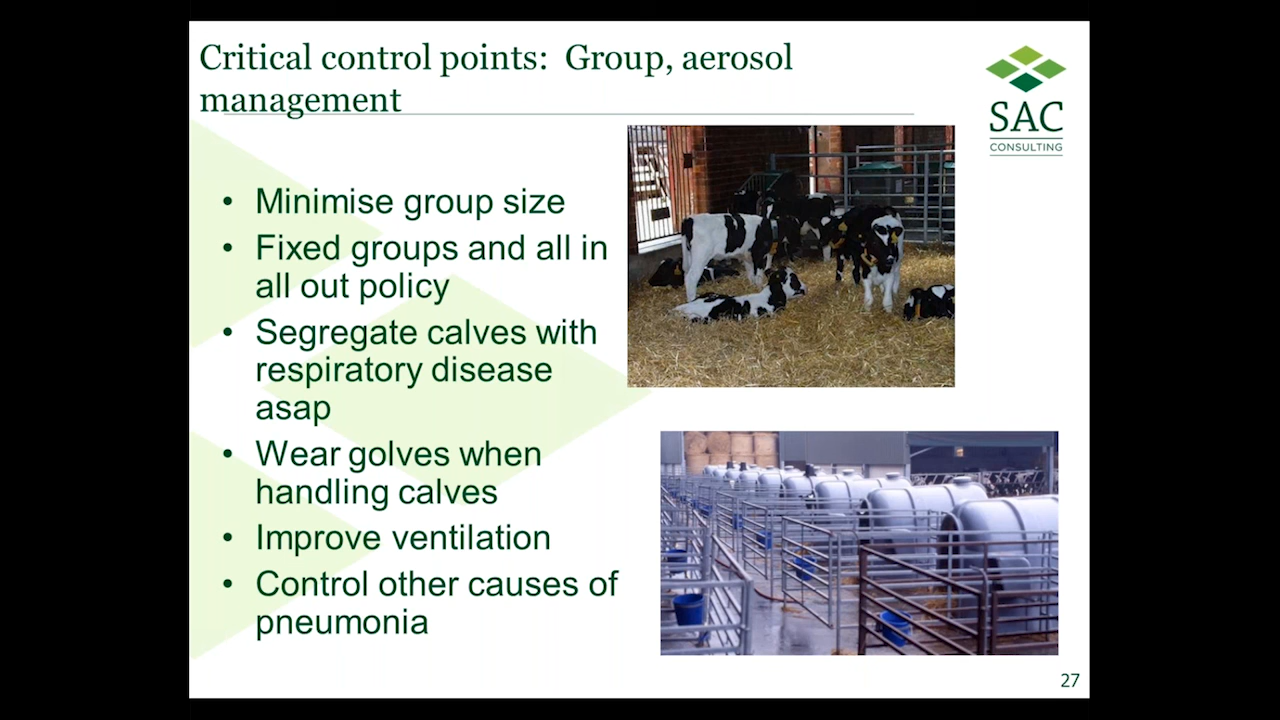 Critical control points:  Group, aerosol
management
SAC
CONSULTING
• Minimise group size
• Fixed groups and all in
all out policy
• Segregate calves with
respiratory disease
asap
• Wear golves when
handling calves
• Improve ventilation
• Control other causes of
pneumonia
27